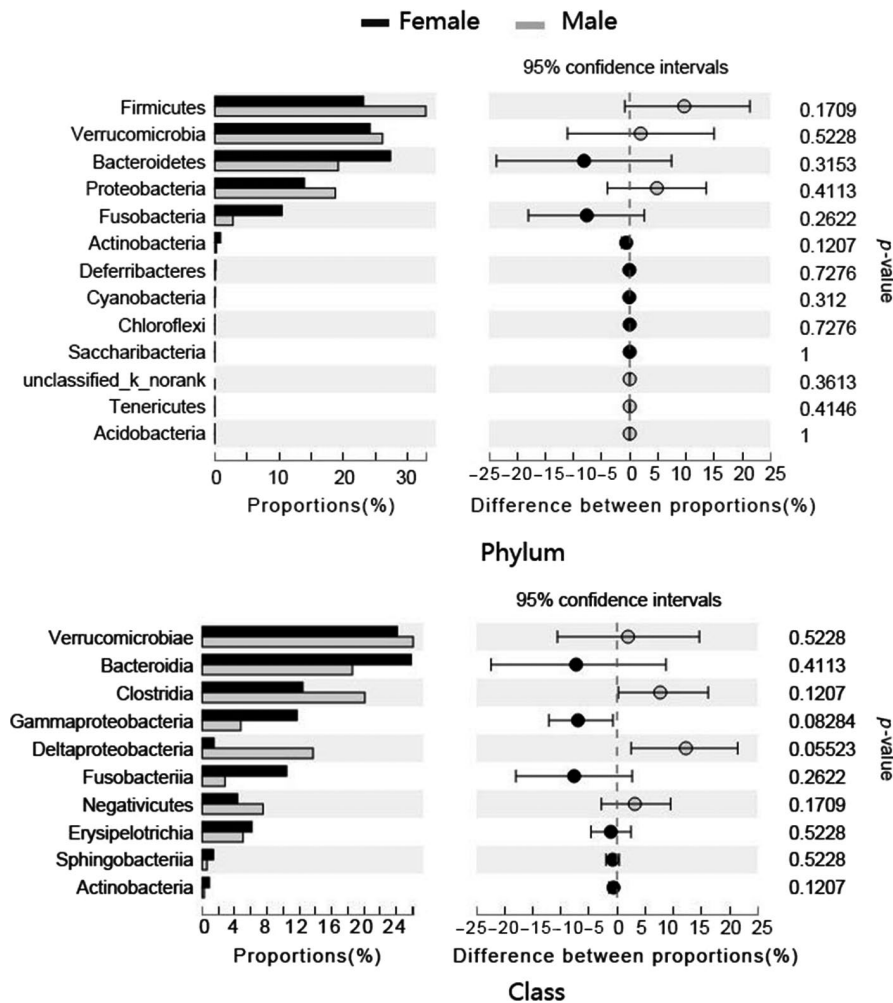 Female Male
95% confidence intervals
Firmicutes 0.1709
Verrucomicrobia 0.5228
Bacteroidetes 0.3153
Proteobacteria 0.4113
Fusobacteria 0.2622
Actinobacteria 0.1207
Deferribacteres 0.7276
Cyanobacteria 0.312
Chloroflexi 0.7276
Saccharibacteria 1
unclassified_k_norank 0.3613
Tenericutes 0.4146
Acidobacteria 1
p-value
0 10 20 30 −25−20−15−10−5 0 5 10 15 20 25
Proportions(%) Difference between proportions(%)
Phylum
95% confidence intervals
Verrucomicrobiae 0.5228
Bacteroidia 0.4113
Clostridia 0.1207
Gammaproteobacteria 0.08284
Deltaproteobacteria 0.05523
Fusobacteriia 0.2622
Negativicutes 0.1709
Erysipelotrichia 0.5228
Sphingobacteriia 0.5228
Actinobacteria 0.1207
p-value
0 4 8 12 16 20 24 −25−20−15−10−5 0 5 10 15 20 25
Proportions(%) Difference between proportions(%)
Class